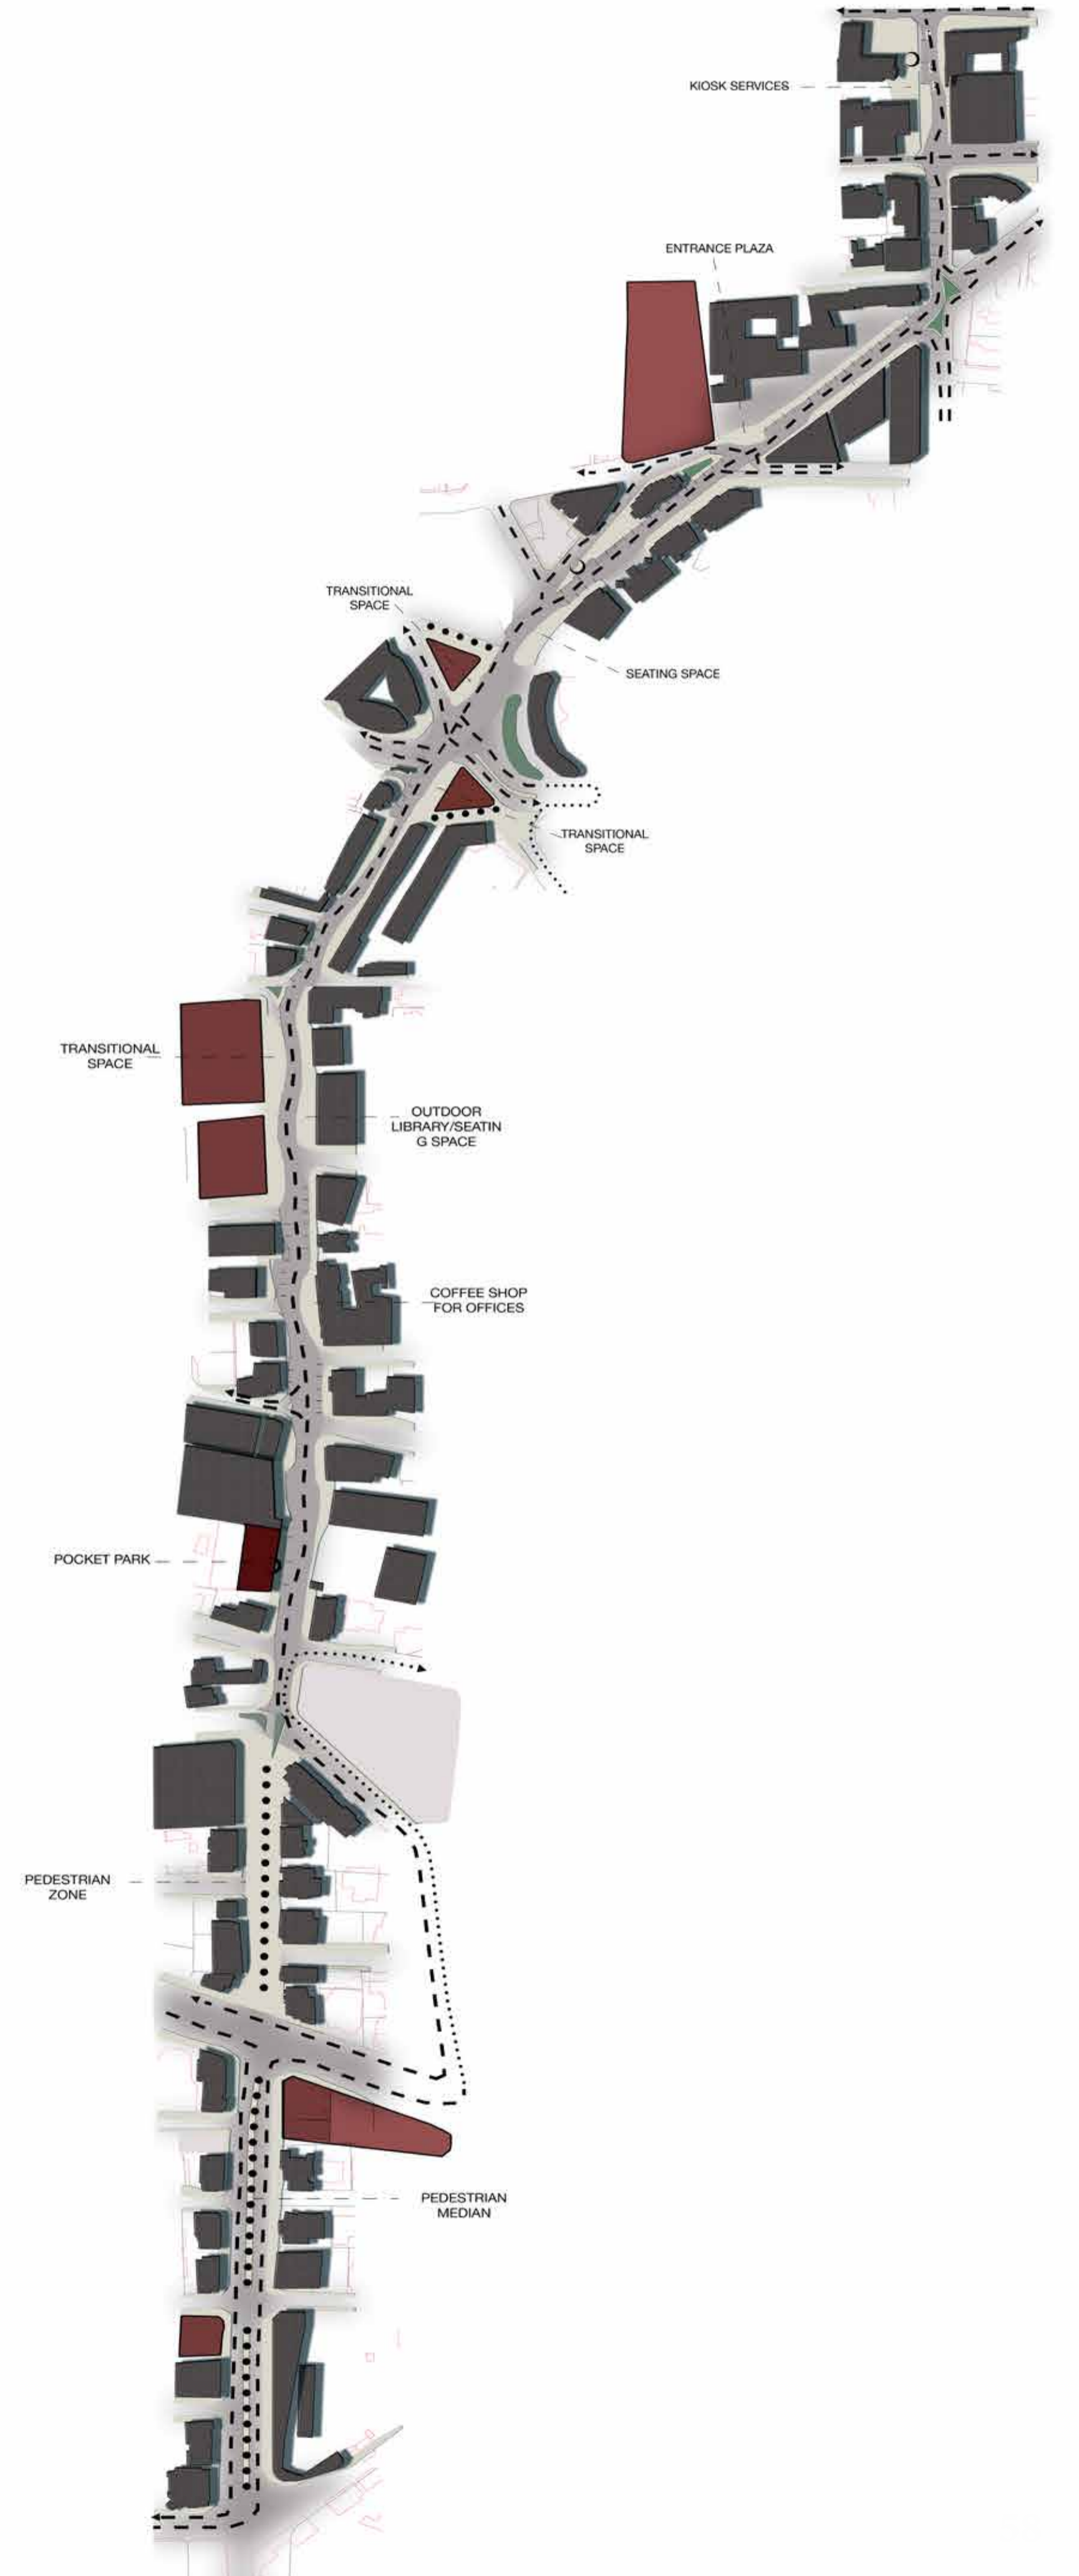 KIOSK SERVICES
ENTRANCE PLAZA
TRANSITIONAL
SPACE
SEATING SPACE
TRANSITIONAL
SPACE
TRANSITIONAL
SPACE
OUTDOOR
LIBRARY/SEATIN
G SPACE
COFFEE SHOP
FOR OFFICES
POCKET PARK
PEDESTRIAN
ZONE
PEDESTRIAN
MEDIAN